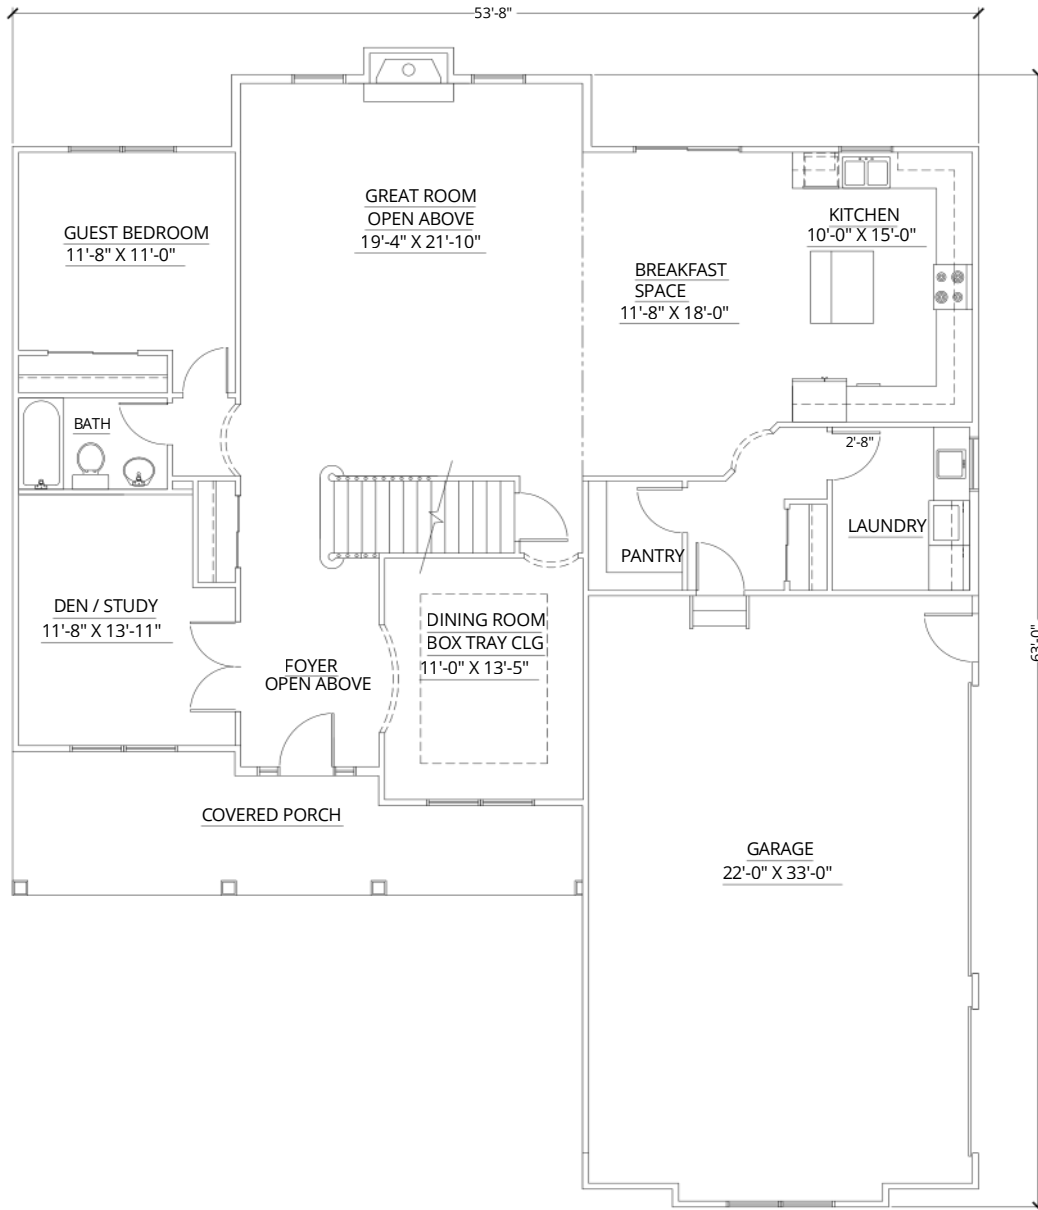 53'-8"
GREAT ROOM
OPEN ABOVE
19'-4" X 21'-10"
GUEST BEDROOM
11'-8" X 11'-0"
KITCHEN
10'-0" X 15'-0"
BREAKFAST
SPACE
11'-8" X 18'-0"
BATH
2'-8"
LAUNDRY
PANTRY
DEN / STUDY
11'-8" X 13'-11"
DINING ROOM
BOX TRAY CLG
11'-0" X 13'-5"
FOYER
OPEN ABOVE
63'-0"
COVERED PORCH
GARAGE
22'-0" X 33'-0"